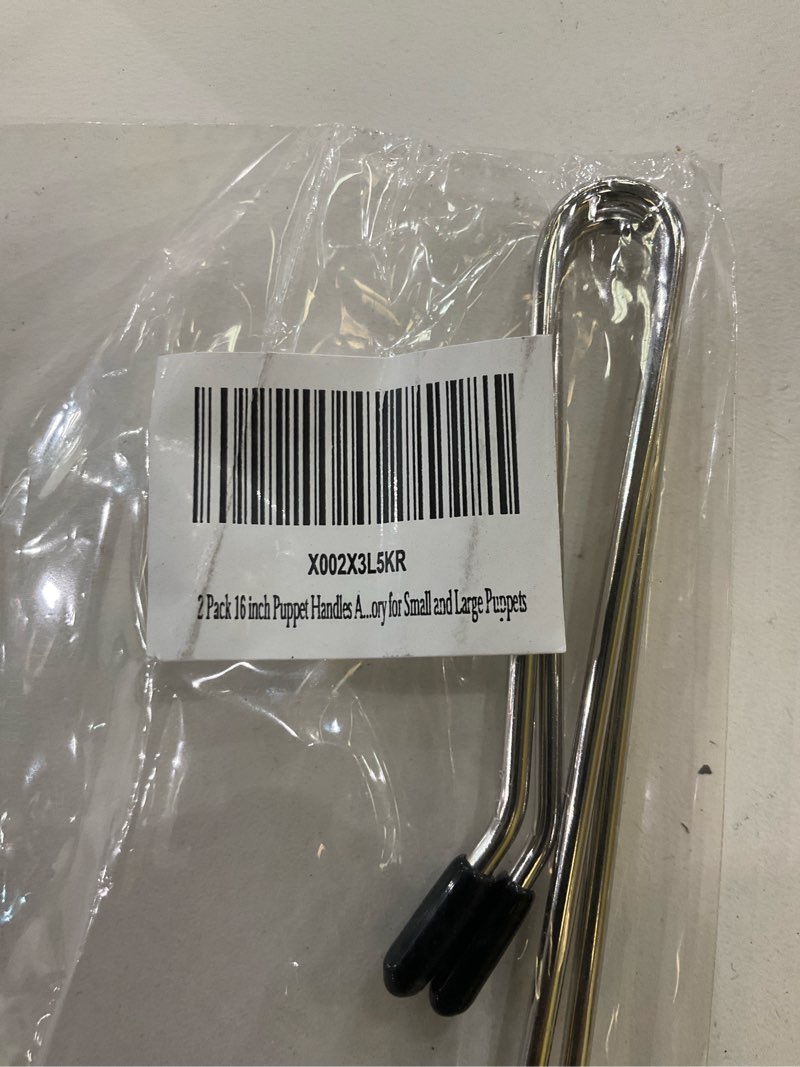 X002X3L5KR
2 Pack 16 inch Puppet Handles A...ory for Small and Large Puppets